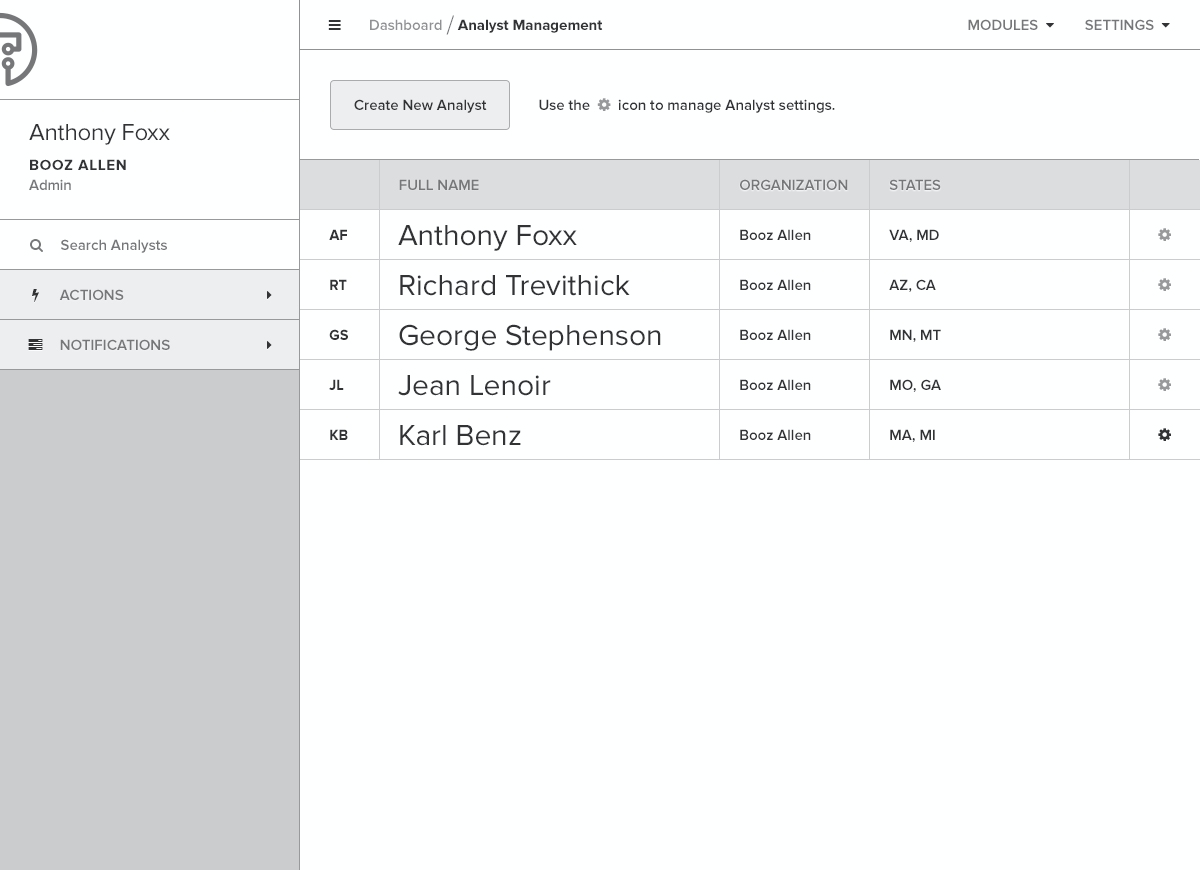 Dashboard / Analyst Management
MODULES
SETTINGS
Anthony Foxx
BOOZ ALLEN
Admin
Search Analysts
ACTIONS
NOTIFICATIONS
Create New Analyst
Use the icon to manage Analyst settings.
FULL NAME ORGANIZATION STATES
AF Anthony Foxx Booz Allen VA, MD
RT Richard Trevithick Booz Allen AZ, CA
GS George Stephenson Booz Allen MN, MT
JL Jean Lenoir Booz Allen MO, GA
KB Karl Benz Booz Allen MA, MI